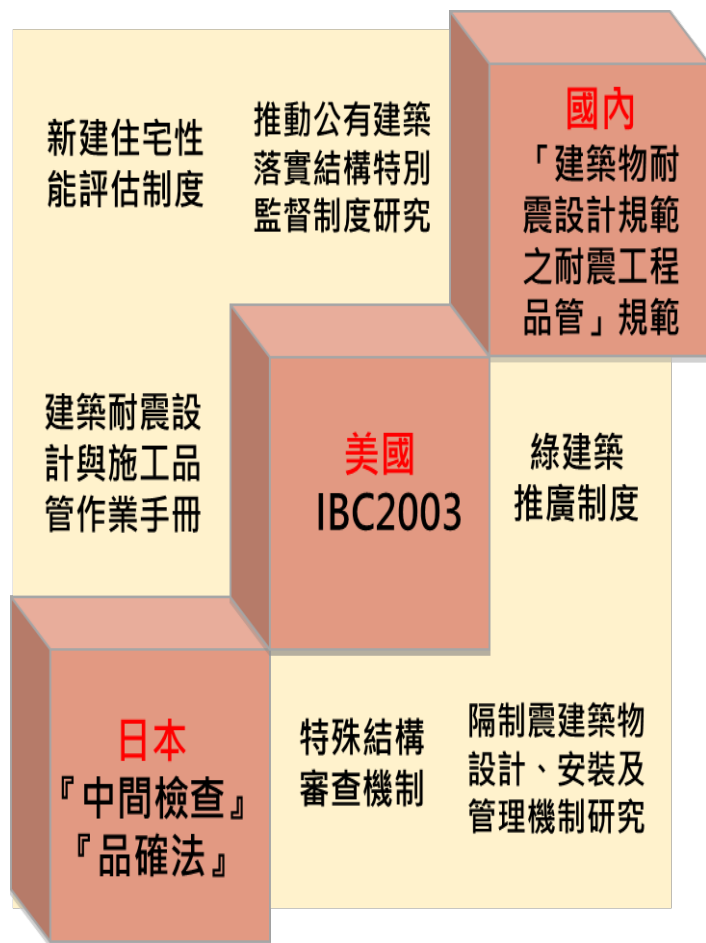 新建住宅性
能評估制度
推動公有建築
落實結構特別
監督制度研究
國內
「建築物耐
震設計規範
之耐震工程
品管」規範
建築耐震設
計與施工品
管作業手冊
美國
IBC2003
綠建築
推廣制度
日本
『中間檢查』
『品確法』
特殊結構
審查機制
隔制震建築物
設計、安裝及
管理機制研究